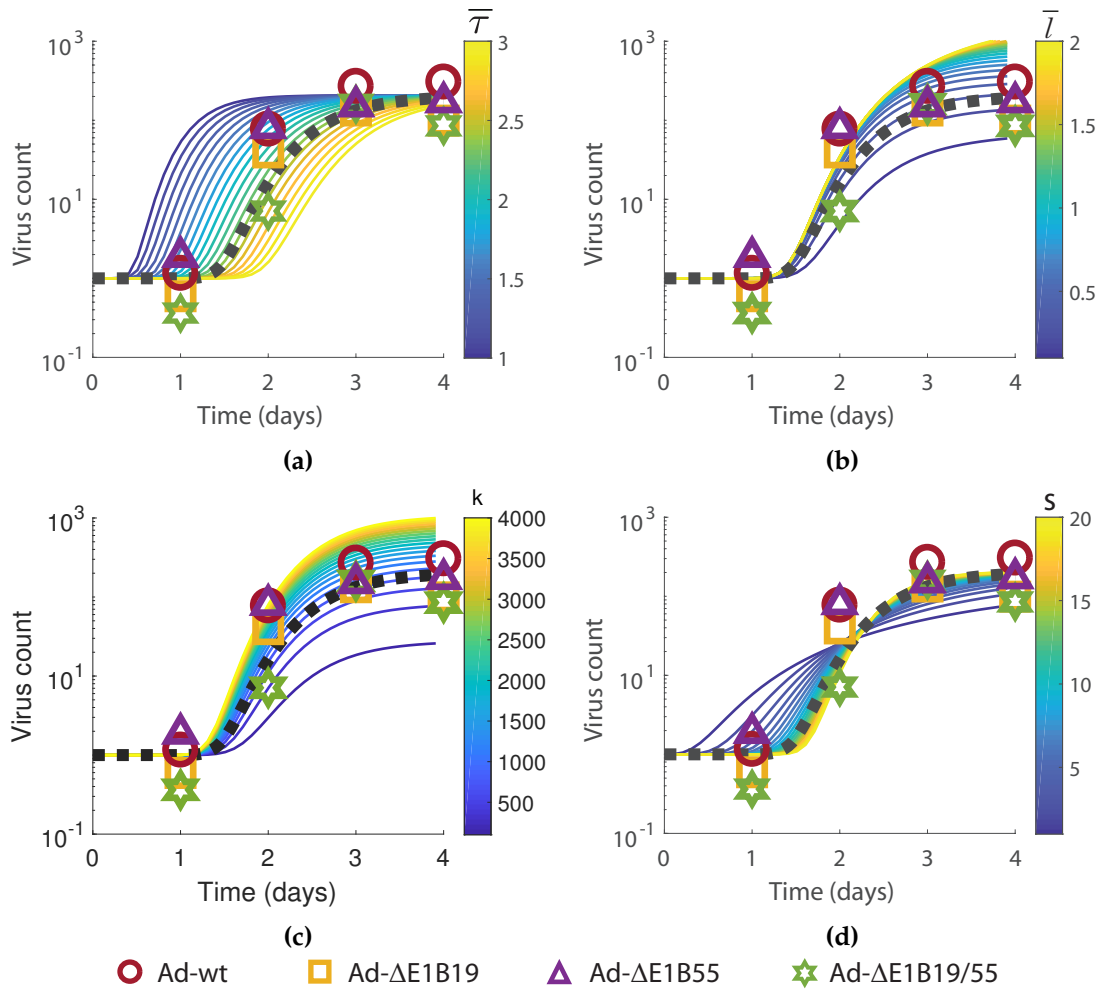 τ̅
Virus count
10^3
10^1
10^-1
0 1 2 3 4
Time (days)
3
2.5
2
1.5
1
(a)
l̅
Virus count
10^3
10^1
10^-1
0 1 2 3 4
Time (days)
2
1.5
1
0.5
(b)
k
Virus count
10^3
10^1
10^-1
0 1 2 3 4
Time (days)
4000
3500
3000
2500
2000
1500
1000
500
(c)
S
Virus count
10^3
10^1
10^-1
0 1 2 3 4
Time (days)
20
15
10
5
(d)
Ad-wt Ad-ΔE1B19 Ad-ΔE1B55 Ad-ΔE1B19/55